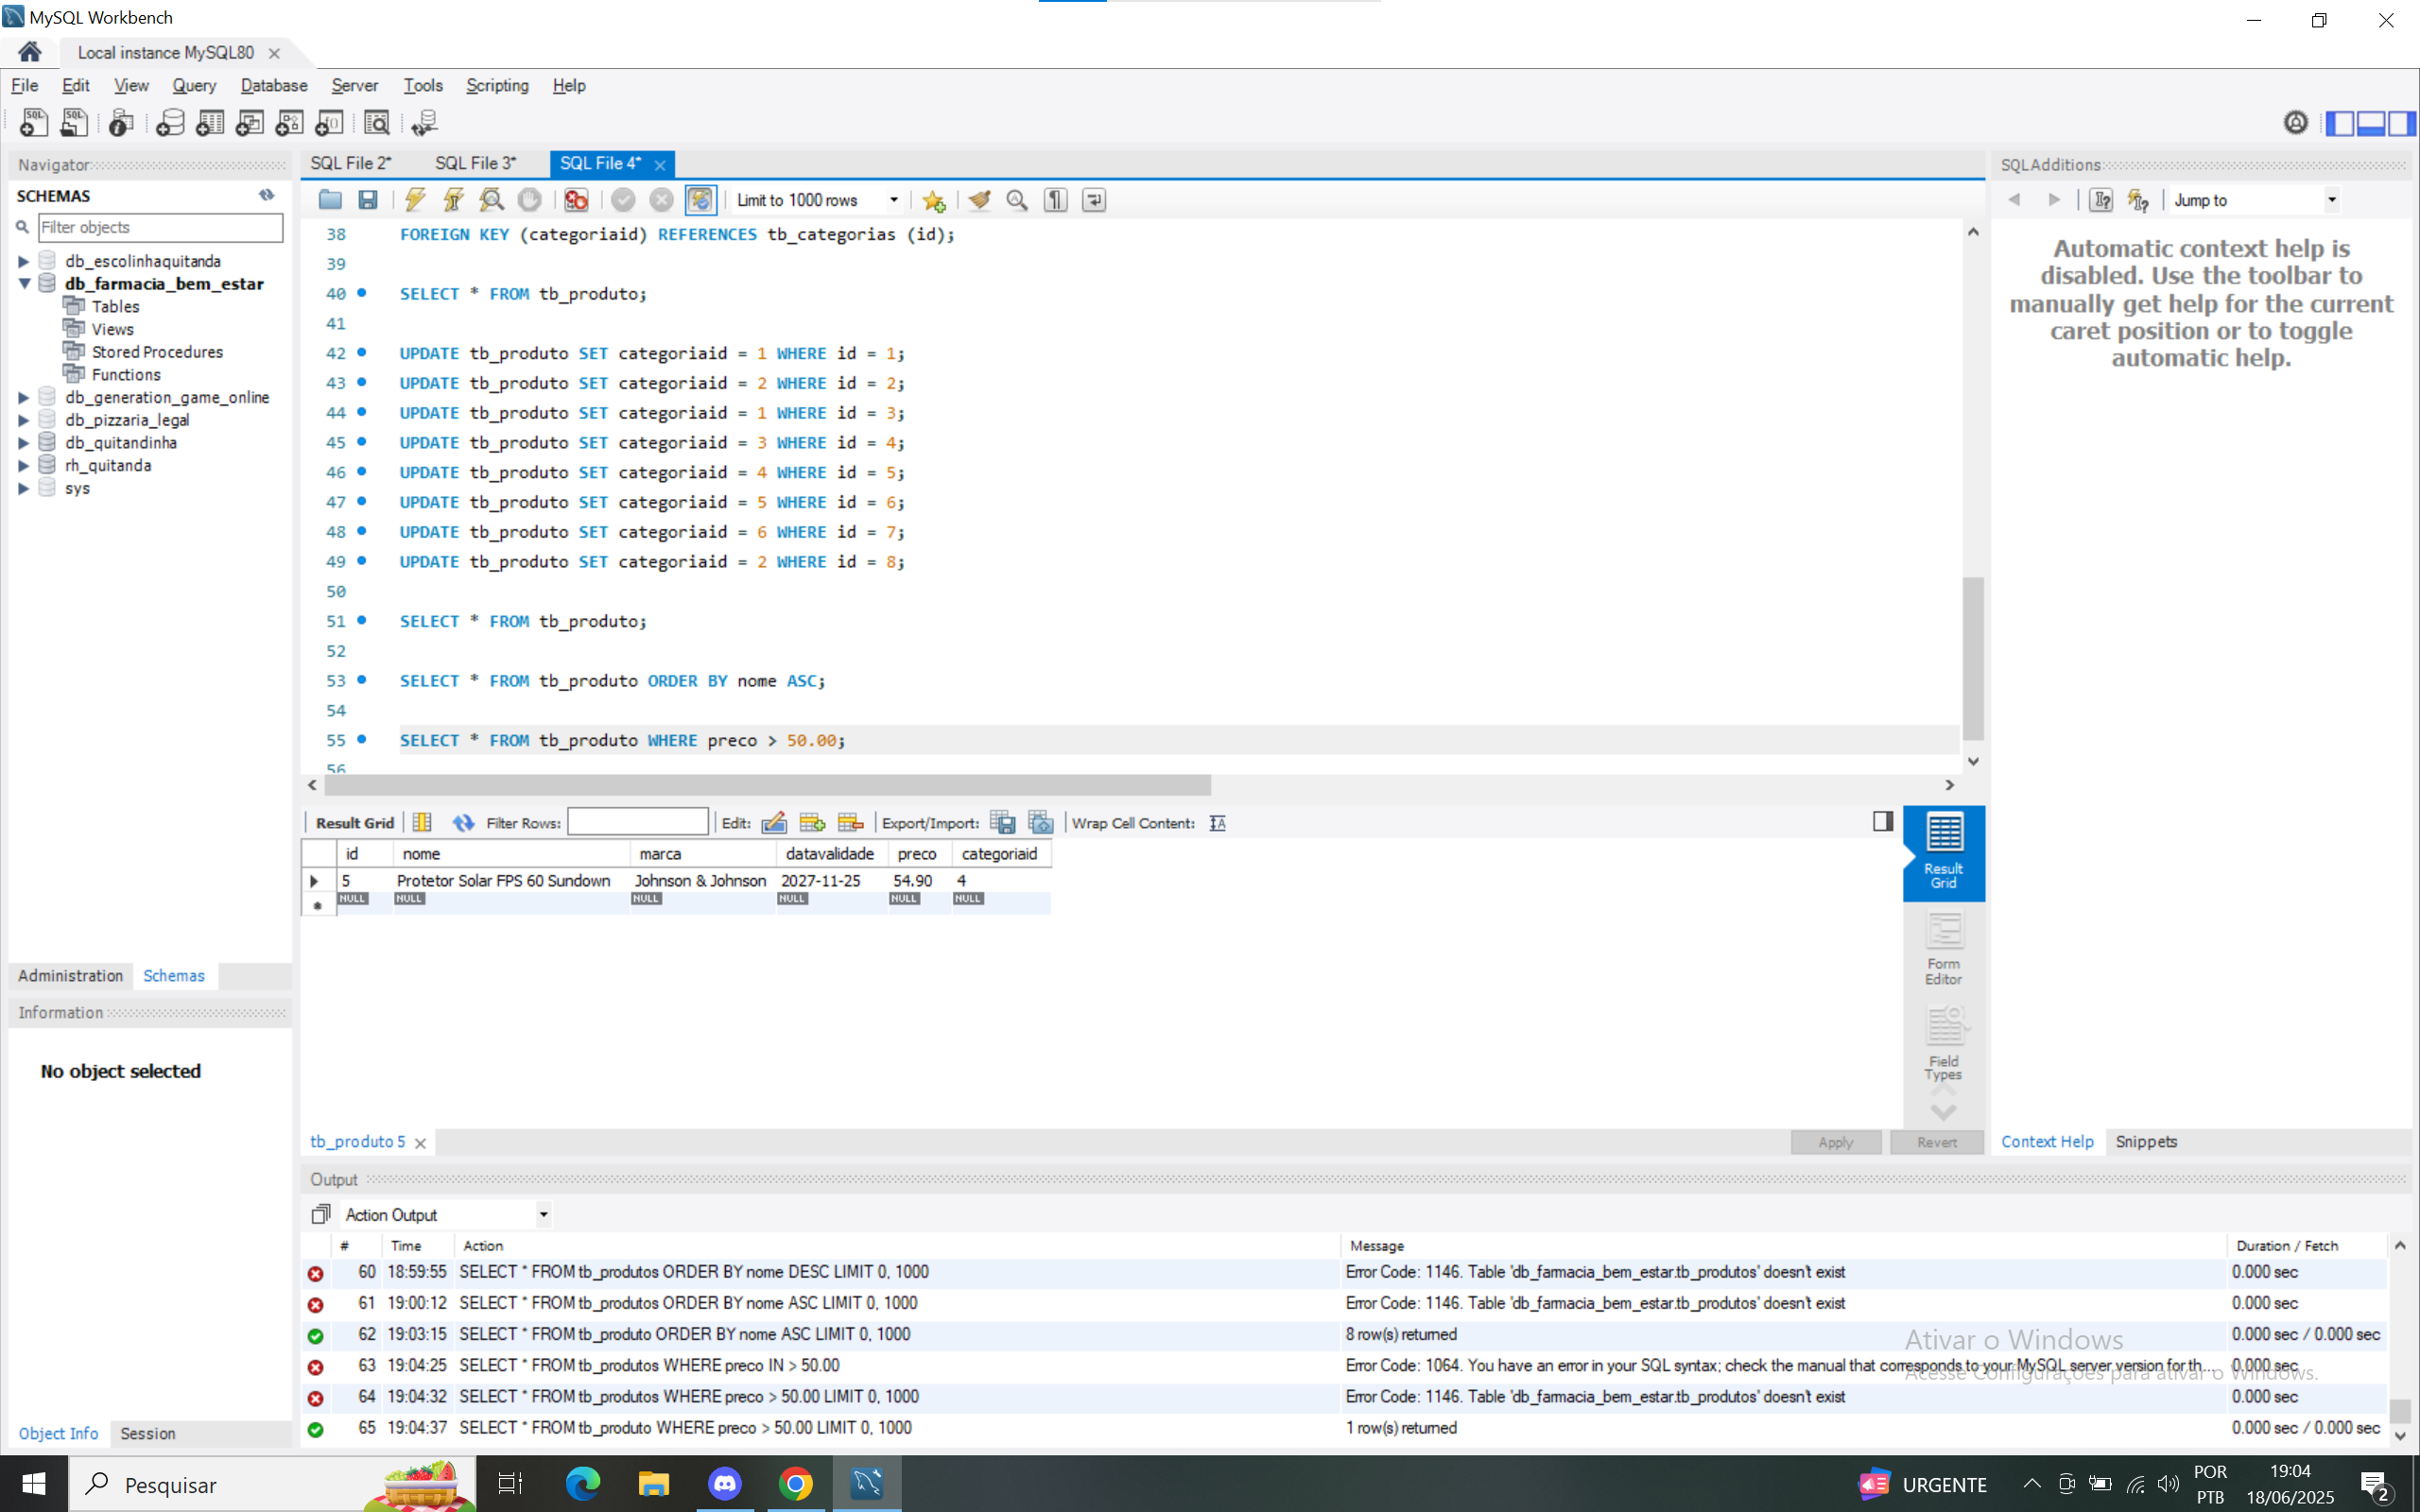 MySQL Workbench
Local instance MySQL80
File Edit View Query Database Server Tools Scripting Help
Navigator
SCHEMAS
Filter objects
db_escolinhaquitanda
db_farmacia_bem_estar
Tables
Views
Stored Procedures
Functions
db_generation_game_online
db_pizzaria_legal
db_quitandinha
rh_quitanda
sys
Administration Schemas
Information
No object selected
Object Info Session
SQL File 2* SQL File 3* SQL File 4*
Limit to 1000 rows
38 FOREIGN KEY (categoriaid) REFERENCES tb_categorias (id);
39
40 SELECT * FROM tb_produto;
41
42 UPDATE tb_produto SET categoriaid = 1 WHERE id = 1;
43 UPDATE tb_produto SET categoriaid = 2 WHERE id = 2;
44 UPDATE tb_produto SET categoriaid = 1 WHERE id = 3;
45 UPDATE tb_produto SET categoriaid = 3 WHERE id = 4;
46 UPDATE tb_produto SET categoriaid = 4 WHERE id = 5;
47 UPDATE tb_produto SET categoriaid = 5 WHERE id = 6;
48 UPDATE tb_produto SET categoriaid = 6 WHERE id = 7;
49 UPDATE tb_produto SET categoriaid = 2 WHERE id = 8;
50
51 SELECT * FROM tb_produto;
52
53 SELECT * FROM tb_produto ORDER BY nome ASC;
54
55 SELECT * FROM tb_produto WHERE preco > 50.00;
56
Result Grid Filter Rows: Edit: Export/Import: Wrap Cell Content:
id nome marca datavalidade preco categoriaid
5 Protetor Solar FPS 60 Sundown Johnson & Johnson 2027-11-25 54.90 4
NULL NULL NULL NULL NULL NULL
Result
Grid
Form
Editor
Field
Types
tb_produto 5
Apply Revert
SQLAdditions
Jump to
Automatic context help is
disabled. Use the toolbar to
manually get help for the current
caret position or to toggle
automatic help.
Context Help Snippets
Output
Action Output
# Time Action Message Duration / Fetch
60 18:59:55 SELECT * FROM tb_produtos ORDER BY nome DESC LIMIT 0, 1000 Error Code: 1146. Table 'db_farmacia_bem_estar.tb_produtos' doesn't exist 0.000 sec
61 19:00:12 SELECT * FROM tb_produtos ORDER BY nome ASC LIMIT 0, 1000 Error Code: 1146. Table 'db_farmacia_bem_estar.tb_produtos' doesn't exist 0.000 sec
62 19:03:15 SELECT * FROM tb_produto ORDER BY nome ASC LIMIT 0, 1000 8 row(s) returned 0.000 sec / 0.000 sec
63 19:04:25 SELECT * FROM tb_produtos WHERE preco IN > 50.00 Error Code: 1064. You have an error in your SQL syntax; check the manual that corresponds to your MySQL server version for th... 0.000 sec
64 19:04:32 SELECT * FROM tb_produtos WHERE preco > 50.00 LIMIT 0, 1000 Error Code: 1146. Table 'db_farmacia_bem_estar.tb_produtos' doesn't exist 0.000 sec
65 19:04:37 SELECT * FROM tb_produto WHERE preco > 50.00 LIMIT 0, 1000 1 row(s) returned 0.000 sec / 0.000 sec
Ativar o Windows
Acesse Configurações para ativar o Windows.
Pesquisar
URGENTE
POR
PTB
19:04
18/06/2025
2